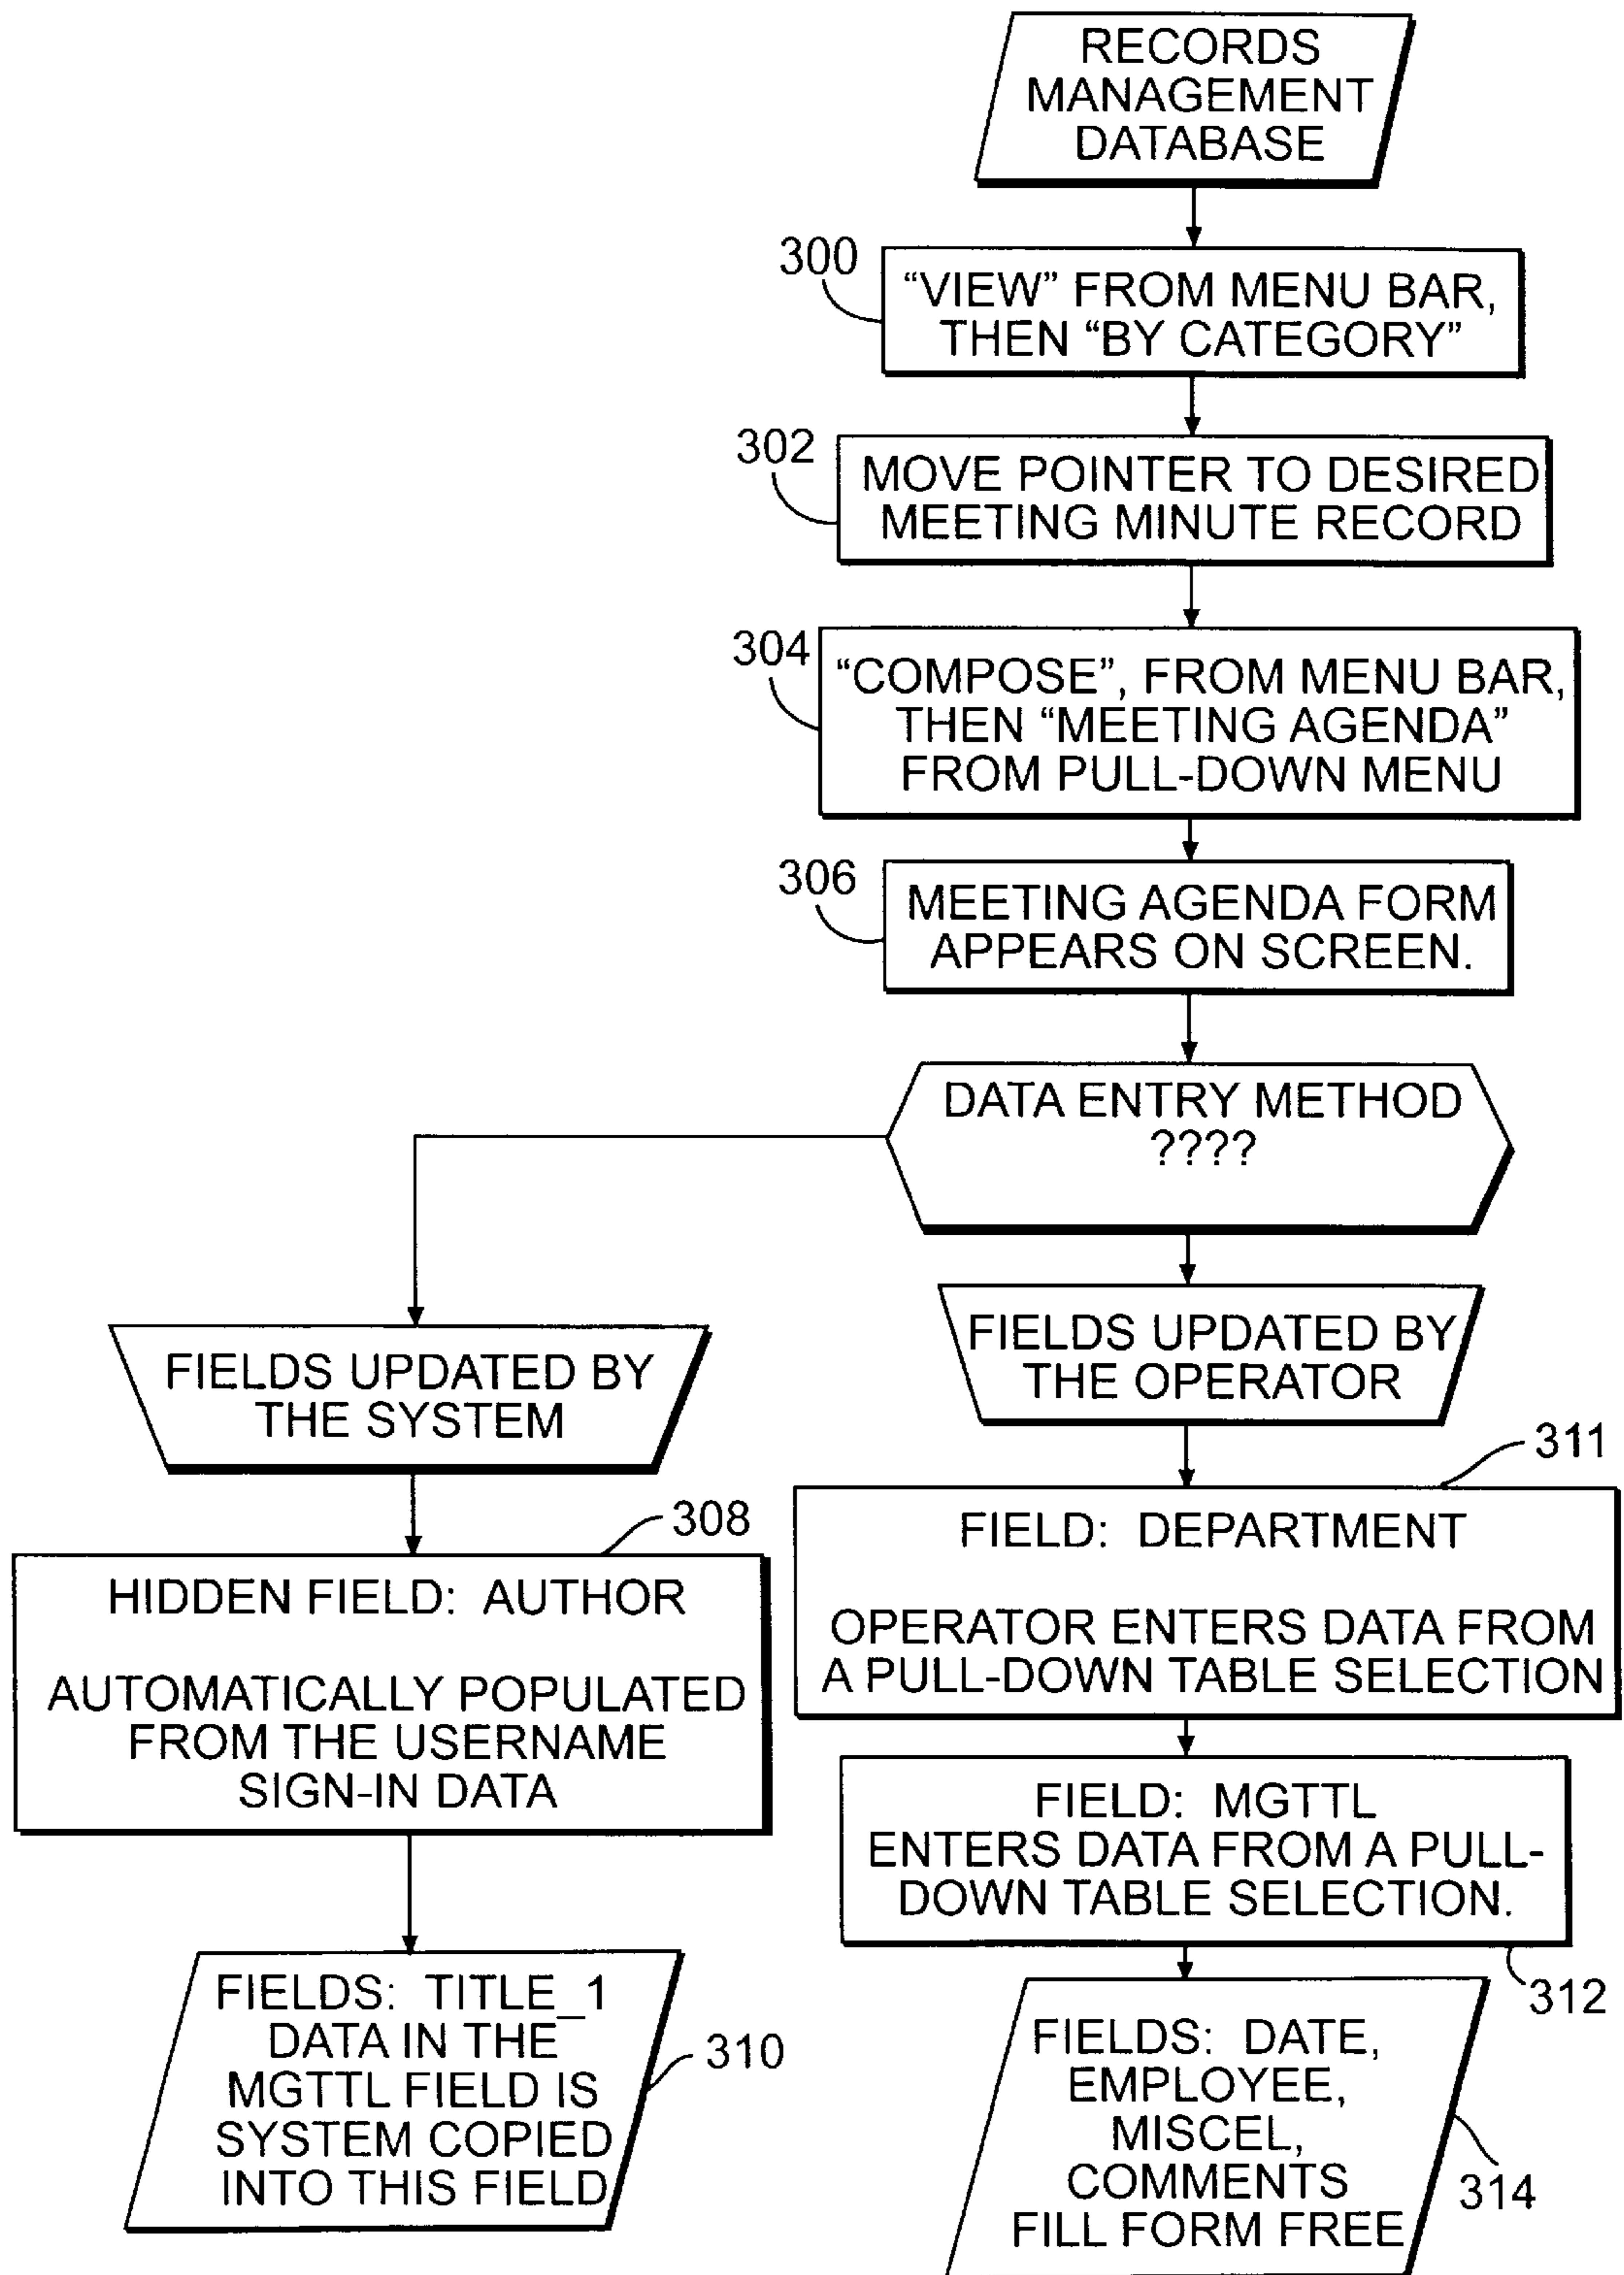 RECORDS
MANAGEMENT
DATABASE
300
“VIEW” FROM MENU BAR,
THEN “BY CATEGORY”
302
MOVE POINTER TO DESIRED
MEETING MINUTE RECORD
304
“COMPOSE”, FROM MENU BAR,
THEN “MEETING AGENDA”
FROM PULL-DOWN MENU
306
MEETING AGENDA FORM
APPEARS ON SCREEN.
DATA ENTRY METHOD
????
FIELDS UPDATED BY
THE SYSTEM
308
HIDDEN FIELD: AUTHOR
AUTOMATICALLY POPULATED
FROM THE USERNAME
SIGN-IN DATA
FIELDS: TITLE_1
DATA IN THE
MGTTL FIELD IS
SYSTEM COPIED
INTO THIS FIELD
310
FIELDS UPDATED BY
THE OPERATOR
311
FIELD: DEPARTMENT
OPERATOR ENTERS DATA FROM
A PULL-DOWN TABLE SELECTION
FIELD: MGTTL
ENTERS DATA FROM A PULL-
DOWN TABLE SELECTION.
312
FIELDS: DATE,
EMPLOYEE,
MISCEL,
COMMENTS
FILL FORM FREE
314